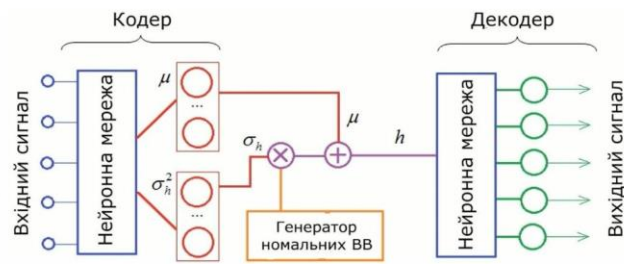 Кодер
Декодер
Вхідний сигнал
Нейронна мережа
μ
...
σ_h^2
...
σ_h
μ
h
Генератор
номальних ВВ
Нейронна мережа
Вихідний сигнал